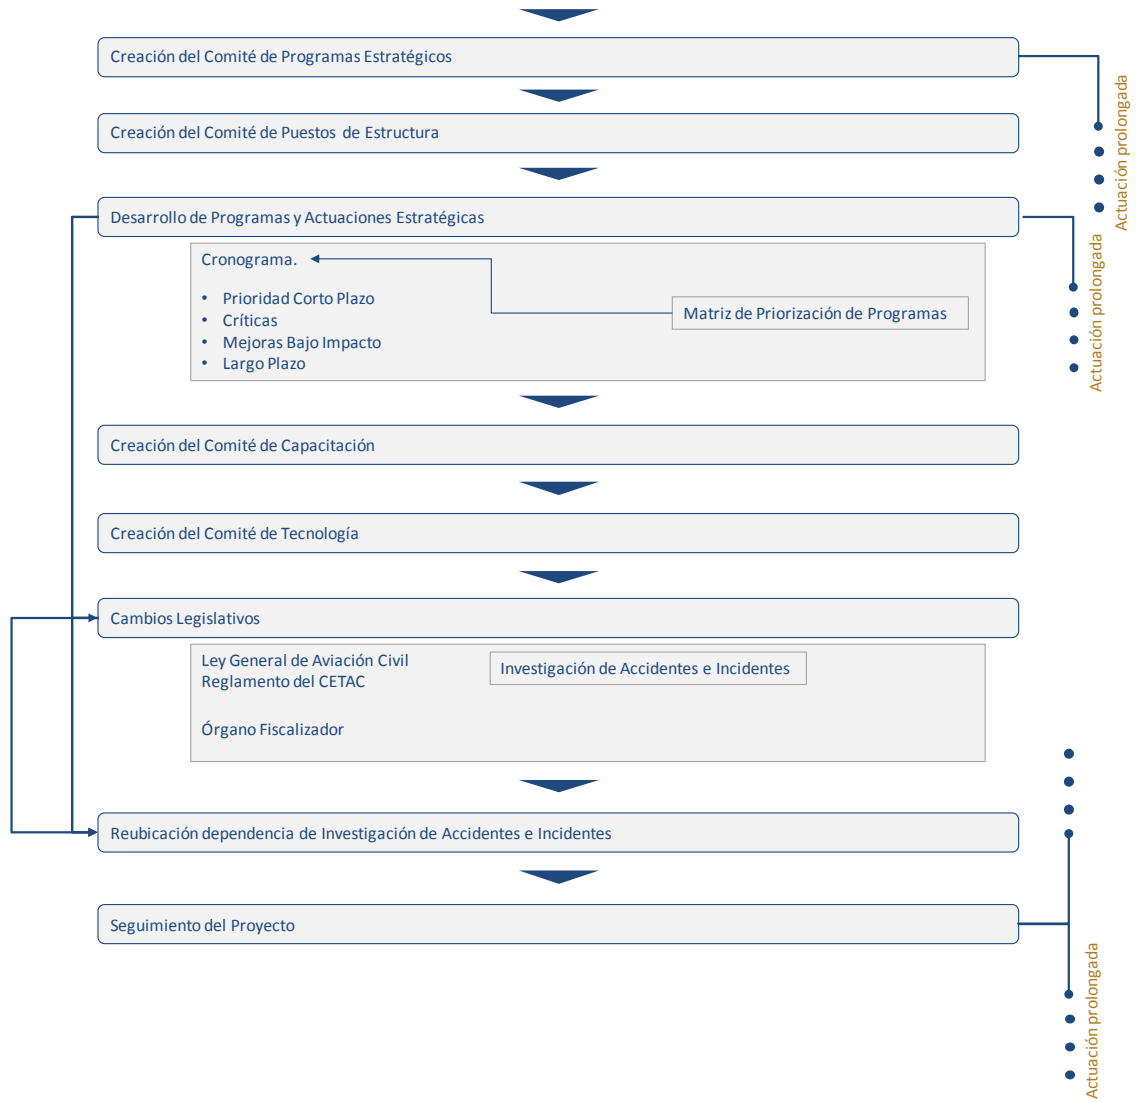 Creación del Comité de Programas Estratégicos
Actuación prolongada
Creación del Comité de Puestos de Estructura
Desarrollo de Programas y Actuaciones Estratégicas
Actuación prolongada
Cronograma.
• Prioridad Corto Plazo
• Críticas
• Mejoras Bajo Impacto
• Largo Plazo
Matriz de Priorización de Programas
Creación del Comité de Capacitación
Creación del Comité de Tecnología
Cambios Legislativos
Ley General de Aviación Civil
Reglamento del CETAC
Investigación de Accidentes e Incidentes
Órgano Fiscalizador
Reubicación dependencia de Investigación de Accidentes e Incidentes
Seguimiento del Proyecto
Actuación prolongada